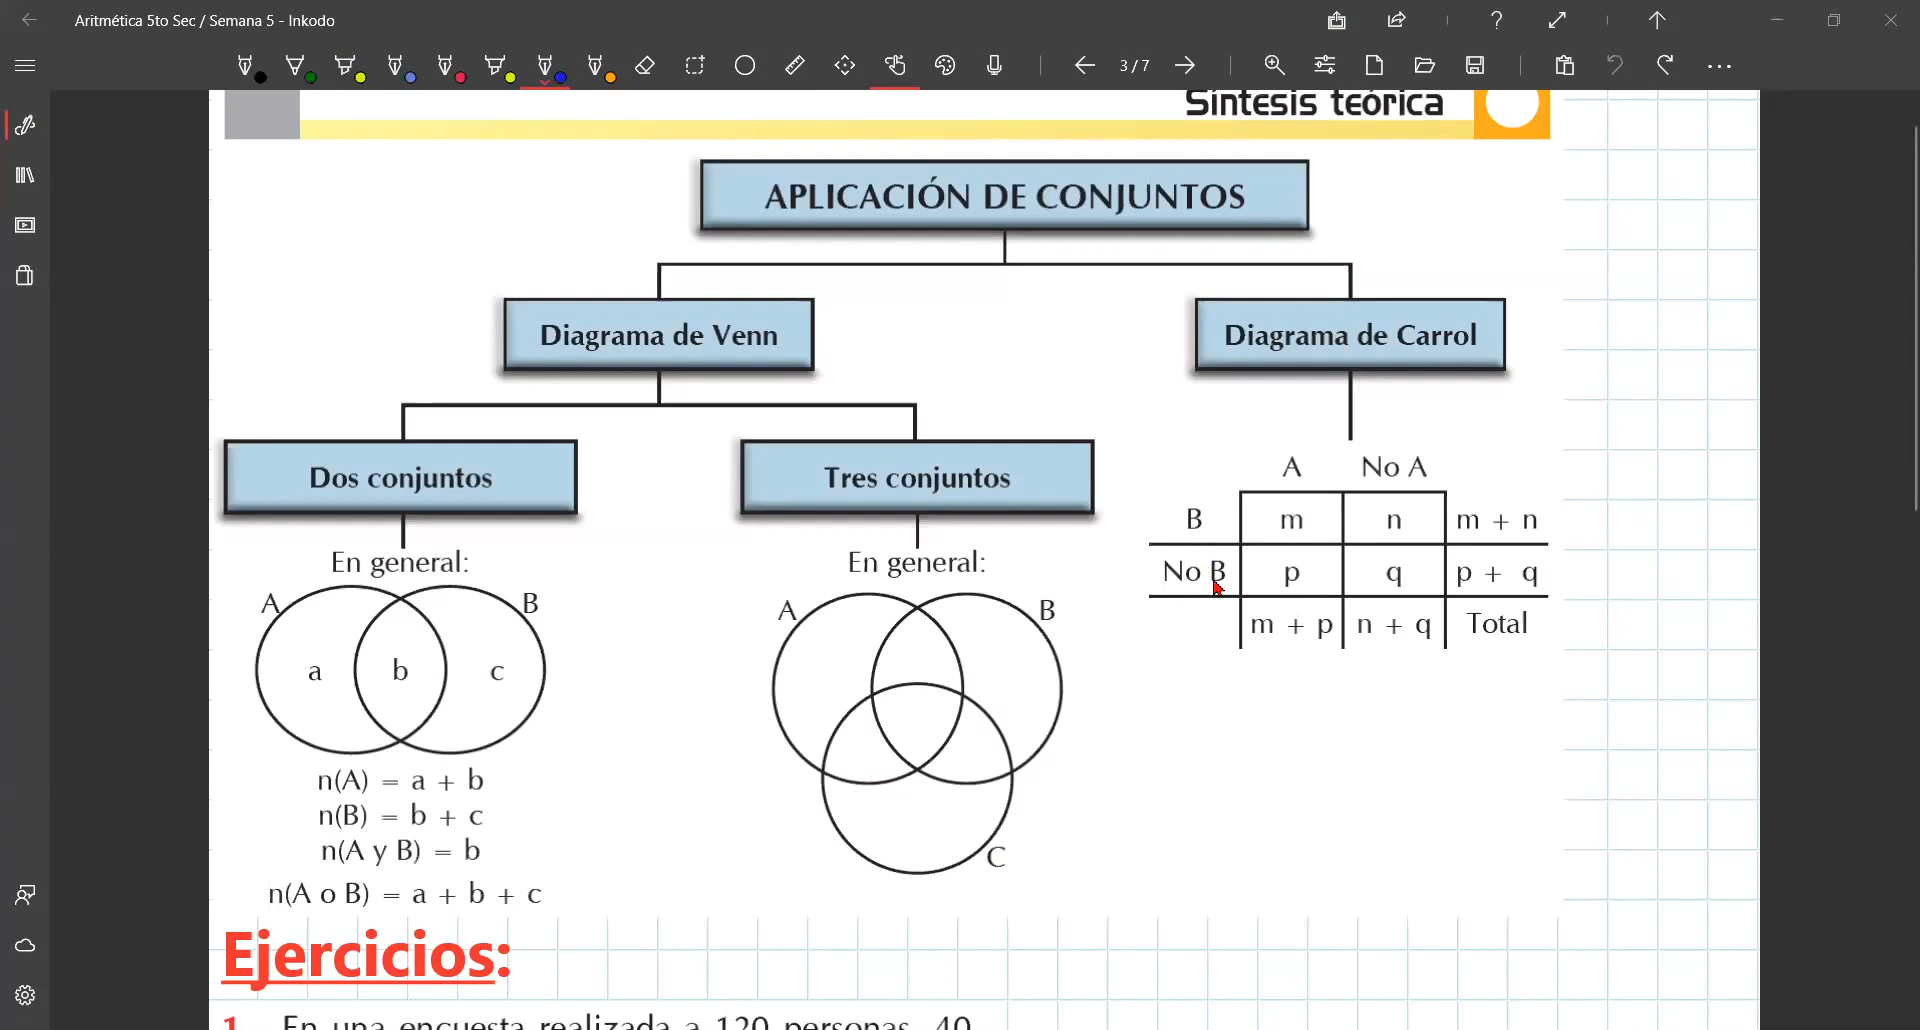 Aritmética 5to Sec / Semana 5 - Inkodo
3 / 7
Síntesis teórica
APLICACIÓN DE CONJUNTOS
Diagrama de Venn
Diagrama de Carrol
Dos conjuntos
Tres conjuntos
En general:
A B
a b c
n(A) = a + b
n(B) = b + c
n(A y B) = b
n(A o B) = a + b + c
En general:
A B
C
A No A
B m n m + n
No B p q p + q
m + p n + q Total
Ejercicios:
1 En una encuesta realizada a 120 personas, 40